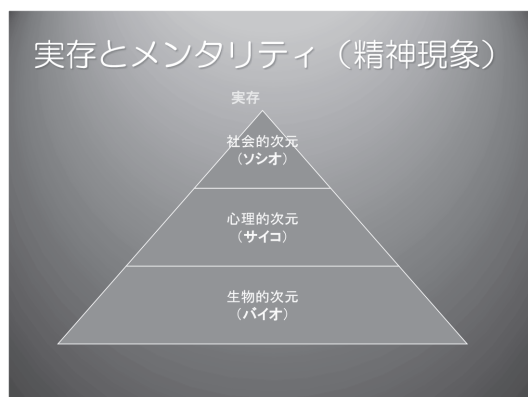 実存とメンタリティ（精神現象）
実存
社会的次元
（ソシオ）
心理的次元
（サイコ）
生物的次元
（バイオ）